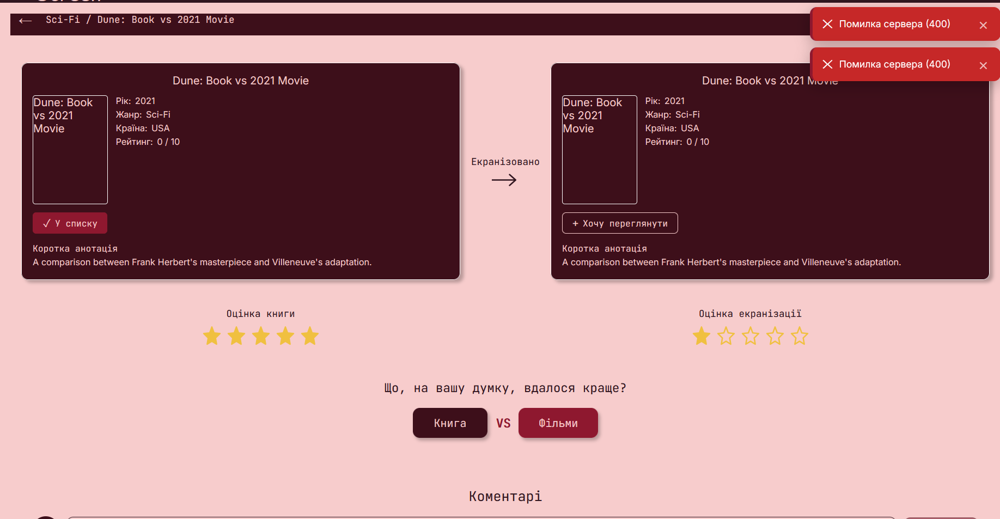 ← Sci-Fi / Dune: Book vs 2021 Movie
Помилка сервера (400)
Помилка сервера (400)
Dune: Book vs 2021 Movie
Dune: Book
vs 2021
Movie
Рік: 2021
Жанр: Sci-Fi
Країна: USA
Рейтинг: 0 / 10
✓ У списку
Коротка анотація
A comparison between Frank Herbert's masterpiece and Villeneuve's adaptation.
Екранізовано
→
Dune: Book vs 2021 Movie
Dune: Book
vs 2021
Movie
Рік: 2021
Жанр: Sci-Fi
Країна: USA
Рейтинг: 0 / 10
+ Хочу переглянути
Коротка анотація
A comparison between Frank Herbert's masterpiece and Villeneuve's adaptation.
Оцінка книги
Оцінка екранізації
Що, на вашу думку, вдалося краще?
Книга VS Фільми
Коментарі